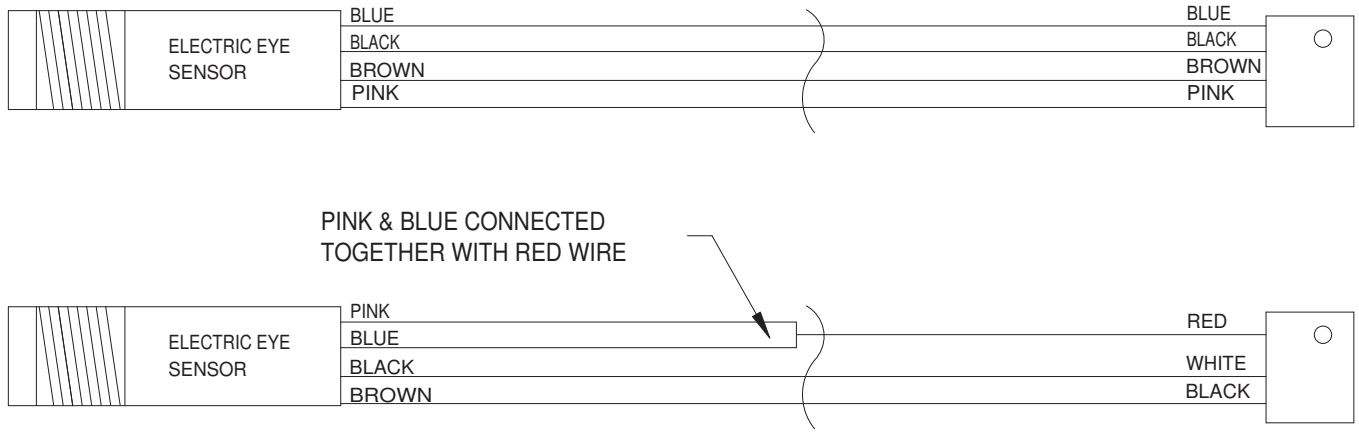 BLUE
BLUE
ELECTRIC EYE
SENSOR
BLACK
BLACK
BROWN
BROWN
PINK
PINK
PINK & BLUE CONNECTED
TOGETHER WITH RED WIRE
ELECTRIC EYE
SENSOR
PINK
RED
BLUE
BLACK
WHITE
BROWN
BLACK